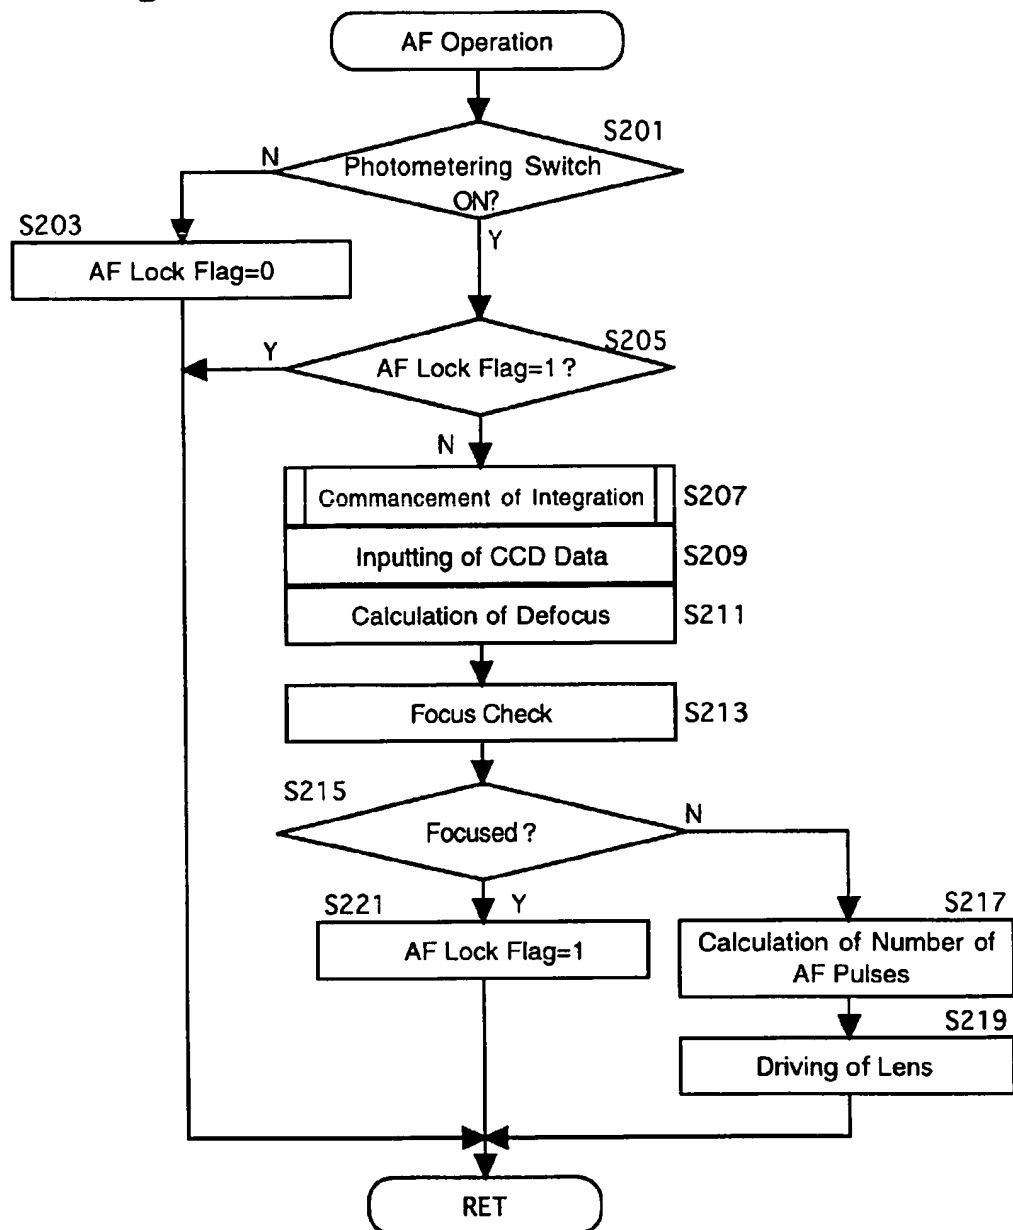 AF Operation
S201
N
Photometering Switch
ON?
Y
S203
AF Lock Flag=0
S205
Y
AF Lock Flag=1?
N
Commancement of Integration
S207
Inputting of CCD Data
S209
Calculation of Defocus
S211
Focus Check
S213
S215
Focused?
N
S221
Y
AF Lock Flag=1
S217
Calculation of Number of
AF Pulses
S219
Driving of Lens
RET